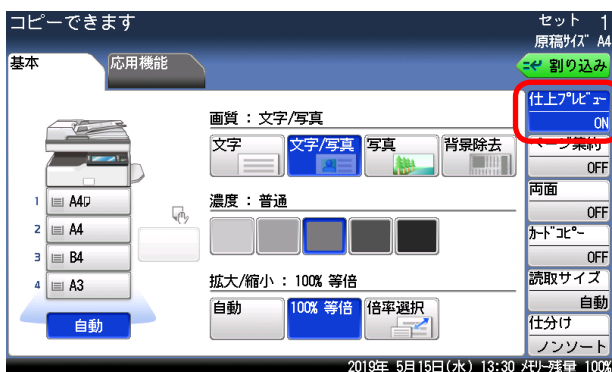 コピーできます
セット 1
原稿ｻｲｽﾞ A4
基本
応用機能
割り込み
仕上ﾌﾟﾚﾋﾞｭｰ
ON
ページ集約
OFF
両面
OFF
ｶｰﾄﾞｺﾋﾟｰ
OFF
読取サイズ
自動
仕分け
ノンソート
画質：文字/写真
文字
文字/写真
写真
背景除去
濃度：普通
拡大/縮小：100% 等倍
自動
100% 等倍
倍率選択
1 A4
2 A4
3 B4
4 A3
自動
2019年 5月15日(水) 13:30 ﾒﾓﾘｰ残量 100%